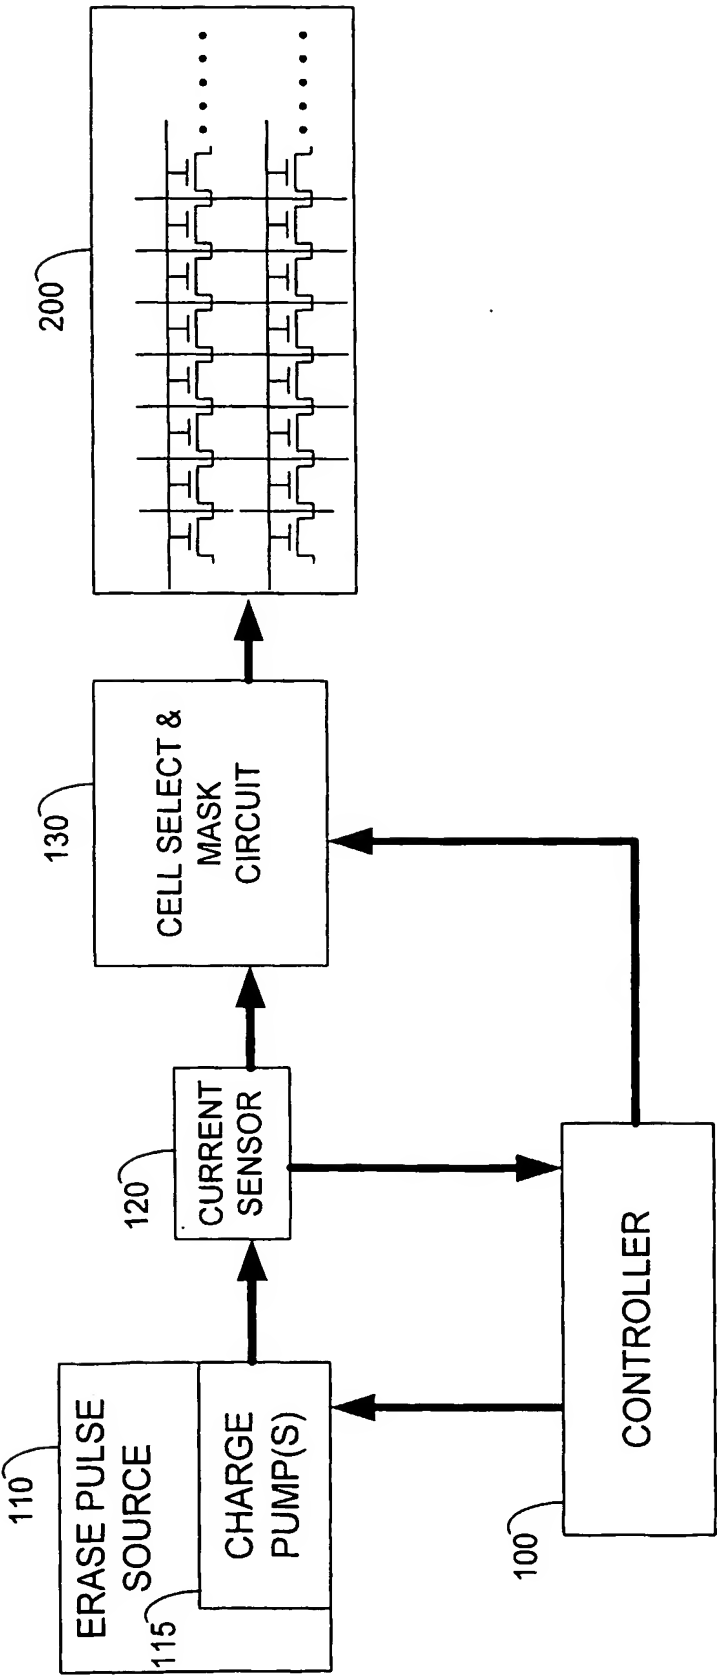 110
ERASE PULSE
SOURCE
115
CHARGE
PUMP(S)
120
CURRENT
SENSOR
130
CELL SELECT &
MASK
CIRCUIT
200
100
CONTROLLER